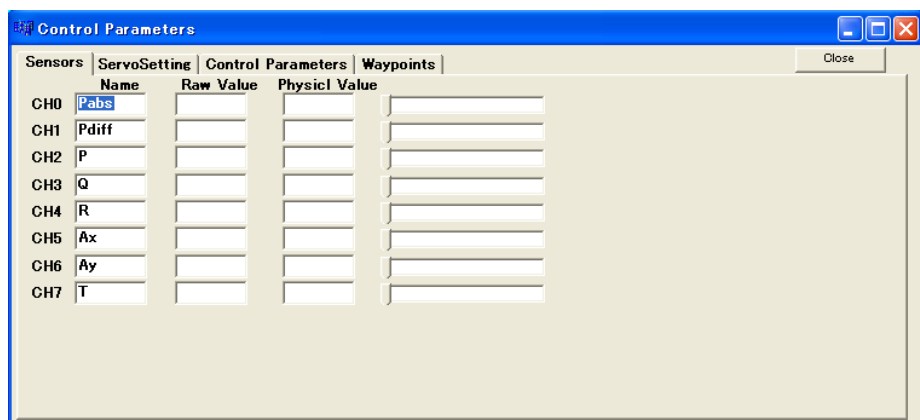 Control Parameters
Sensors ServoSetting Control Parameters Waypoints Close
Name Raw Value Physicl Value
CH0 Pabs
CH1 Pdiff
CH2 P
CH3 Q
CH4 R
CH5 Ax
CH6 Ay
CH7 T